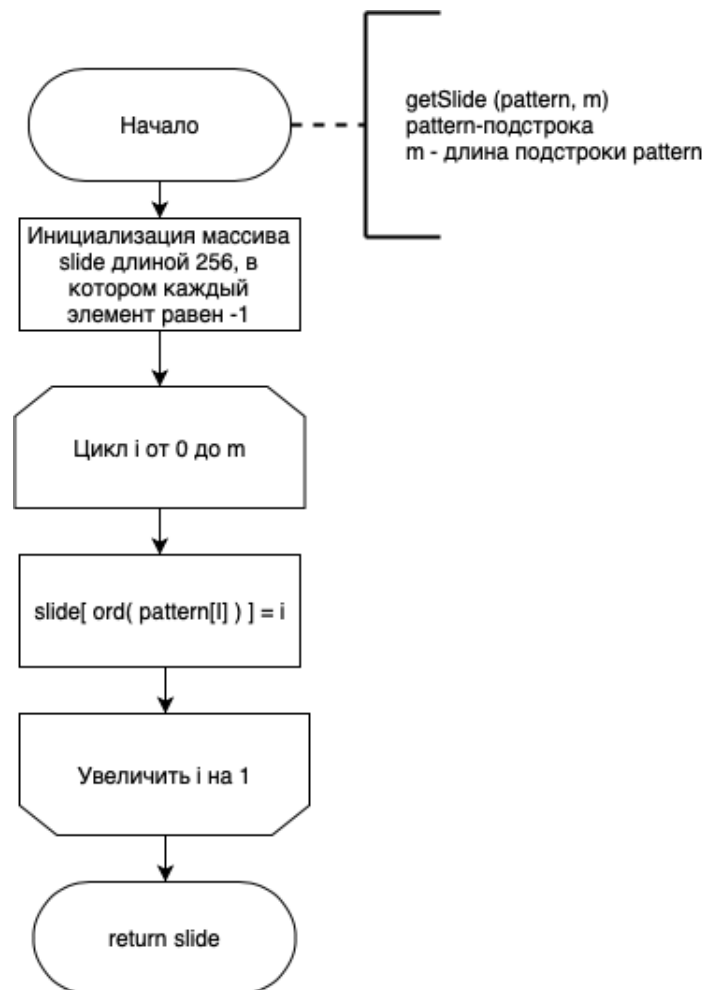 Начало
getSlide (pattern, m)
pattern-подстрока
m - длина подстроки pattern
Инициализация массива
slide длиной 256, в
котором каждый
элемент равен -1
Цикл i от 0 до m
slide[ ord( pattern[I] ) ] = i
Увеличить i на 1
return slide